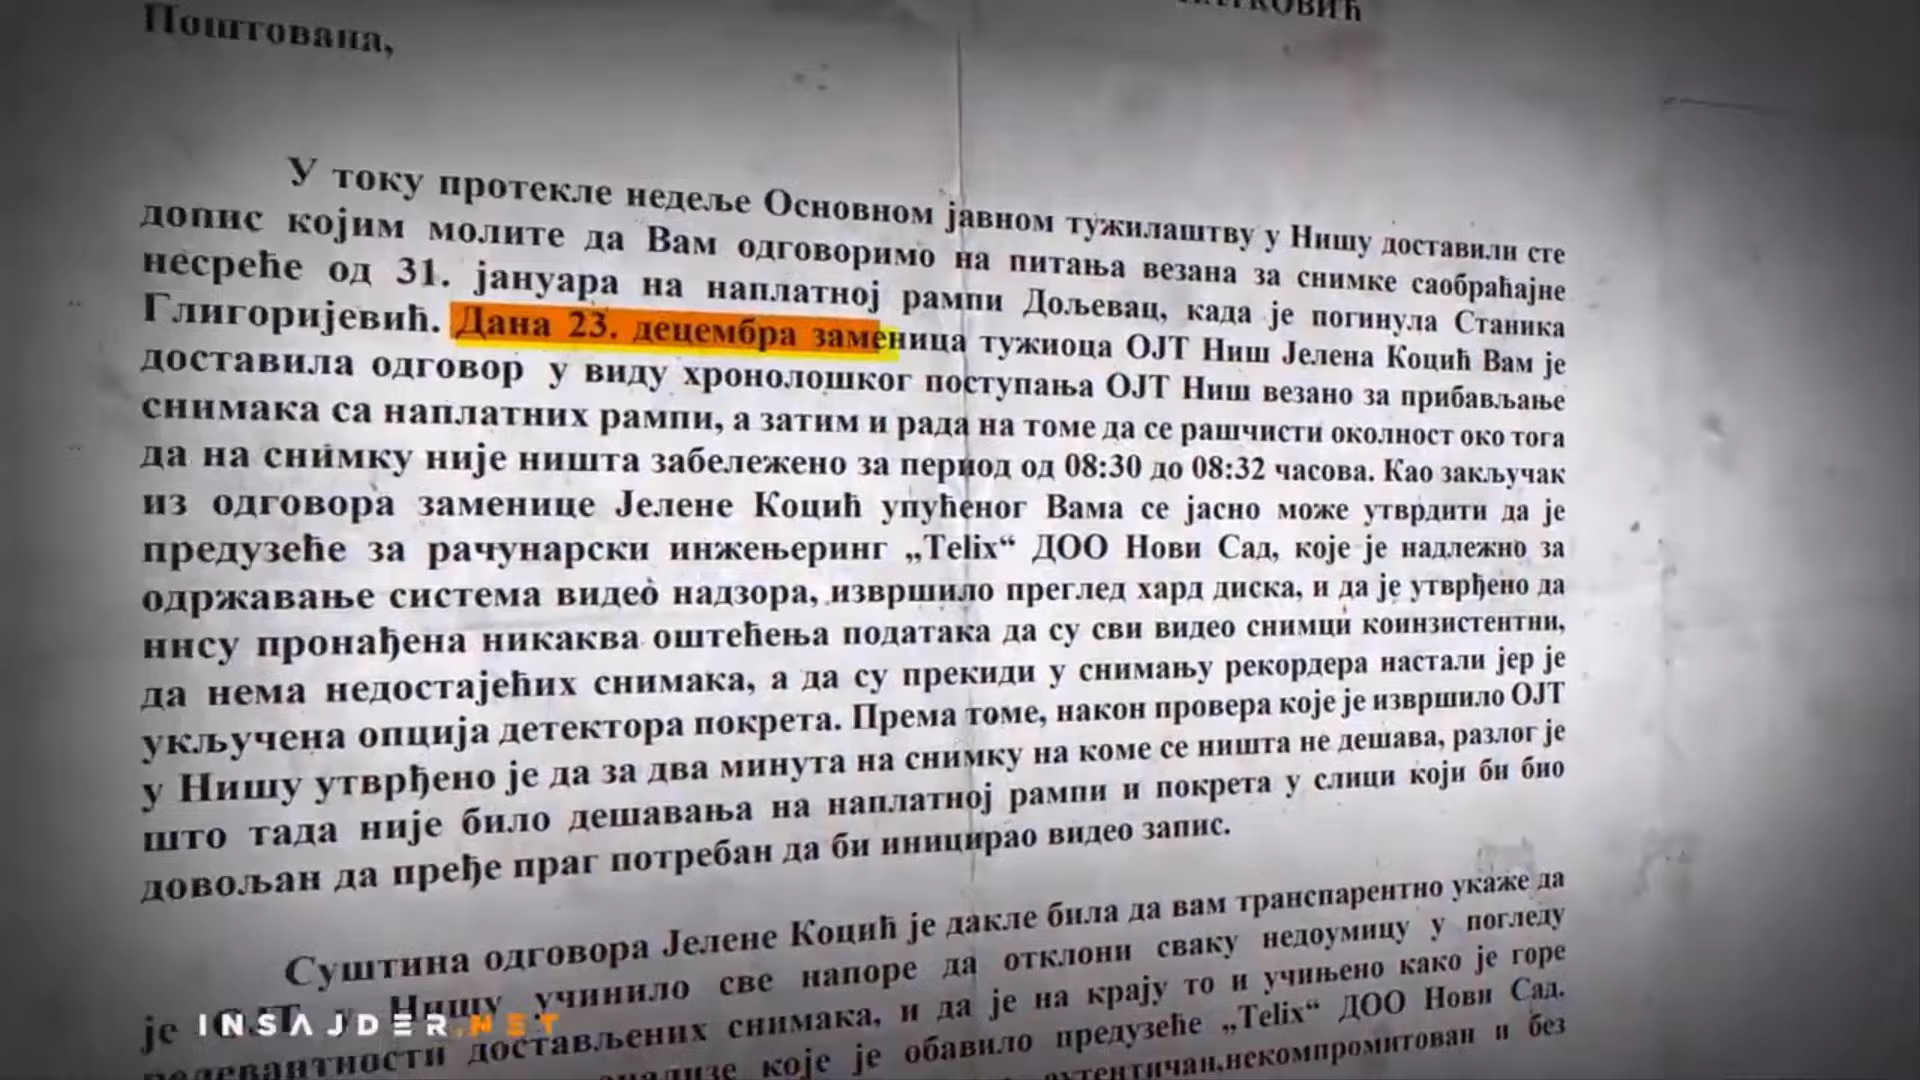 Поштована,
У току протекле недеље Основном јавном тужилаштву у Нишу доставили сте
допис којим молите да Вам одговоримо на питања везана за снимке саобраћајне
несреће од 31. јануара на наплатној рампи Дољевац, када је погинула Станика
Глигоријевић. Дана 23. децембра заменица тужиоца ОЈТ Ниш Јелена Коцић Вам је
доставила одговор у виду хронолошког поступања ОЈТ Ниш везано за прибављање
снимака са наплатних рампи, а затим и рада на томе да се рашчисти околност око тога
да на снимку није ништа забележено за период од 08:30 до 08:32 часова. Као закључак
из одговора заменице Јелене Коцић упућеног Вама се јасно може утврдити да је
предузеће за рачунарски инжењеринг „Telix“ ДОО Нови Сад, које је надлежно за
одржавање система видео надзора, извршило преглед хард диска, и да је утврђено да
нису пронађена никаква оштећења података да су сви видео снимци коинзистентни,
да нема недостајећих снимака, а да су прекиди у снимању рекордера настали јер је
укључена опција детектора покрета. Према томе, након провера које је извршило ОЈТ
у Нишу утврђено је да за два минута на снимку на коме се ништа не дешава, разлог је
што тада није било дешавања на наплатној рампи и покрета у слици који би био
довољан да пређе праг потребан да би иницирао видео запис.
Суштина одговора Јелене Коцић је дакле била да вам транспарентно укаже да
је ОЈТ у Нишу учинило све напоре да отклони сваку недоумицу у погледу
релевантности достављених снимака, и да је на крају то и учињено како је горе
анализе које је обавило предузеће „Telix“ ДОО Нови Сад.
аутентичан,некомпромитован и без
INSAJDER.NET